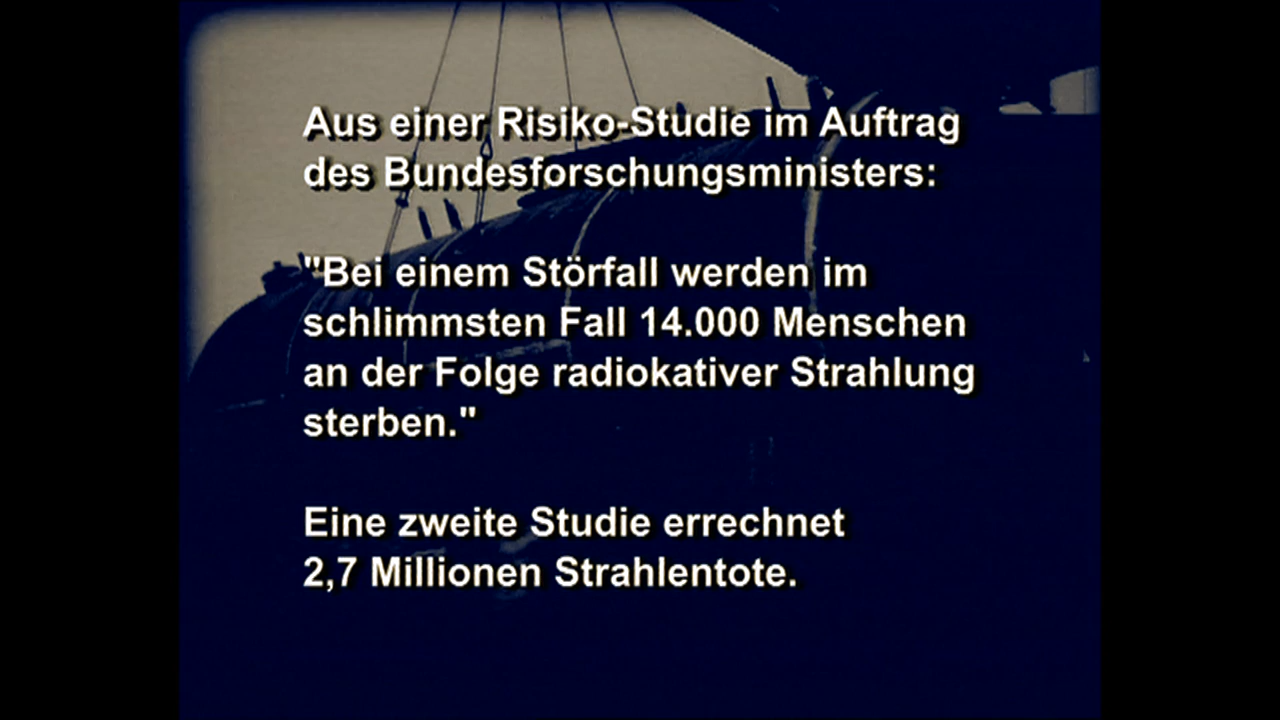 Aus einer Risiko-Studie im Auftrag
des Bundesforschungsministers:
"Bei einem Störfall werden im
schlimmsten Fall 14.000 Menschen
an der Folge radiokativer Strahlung
sterben."
Eine zweite Studie errechnet
2,7 Millionen Strahlentote.